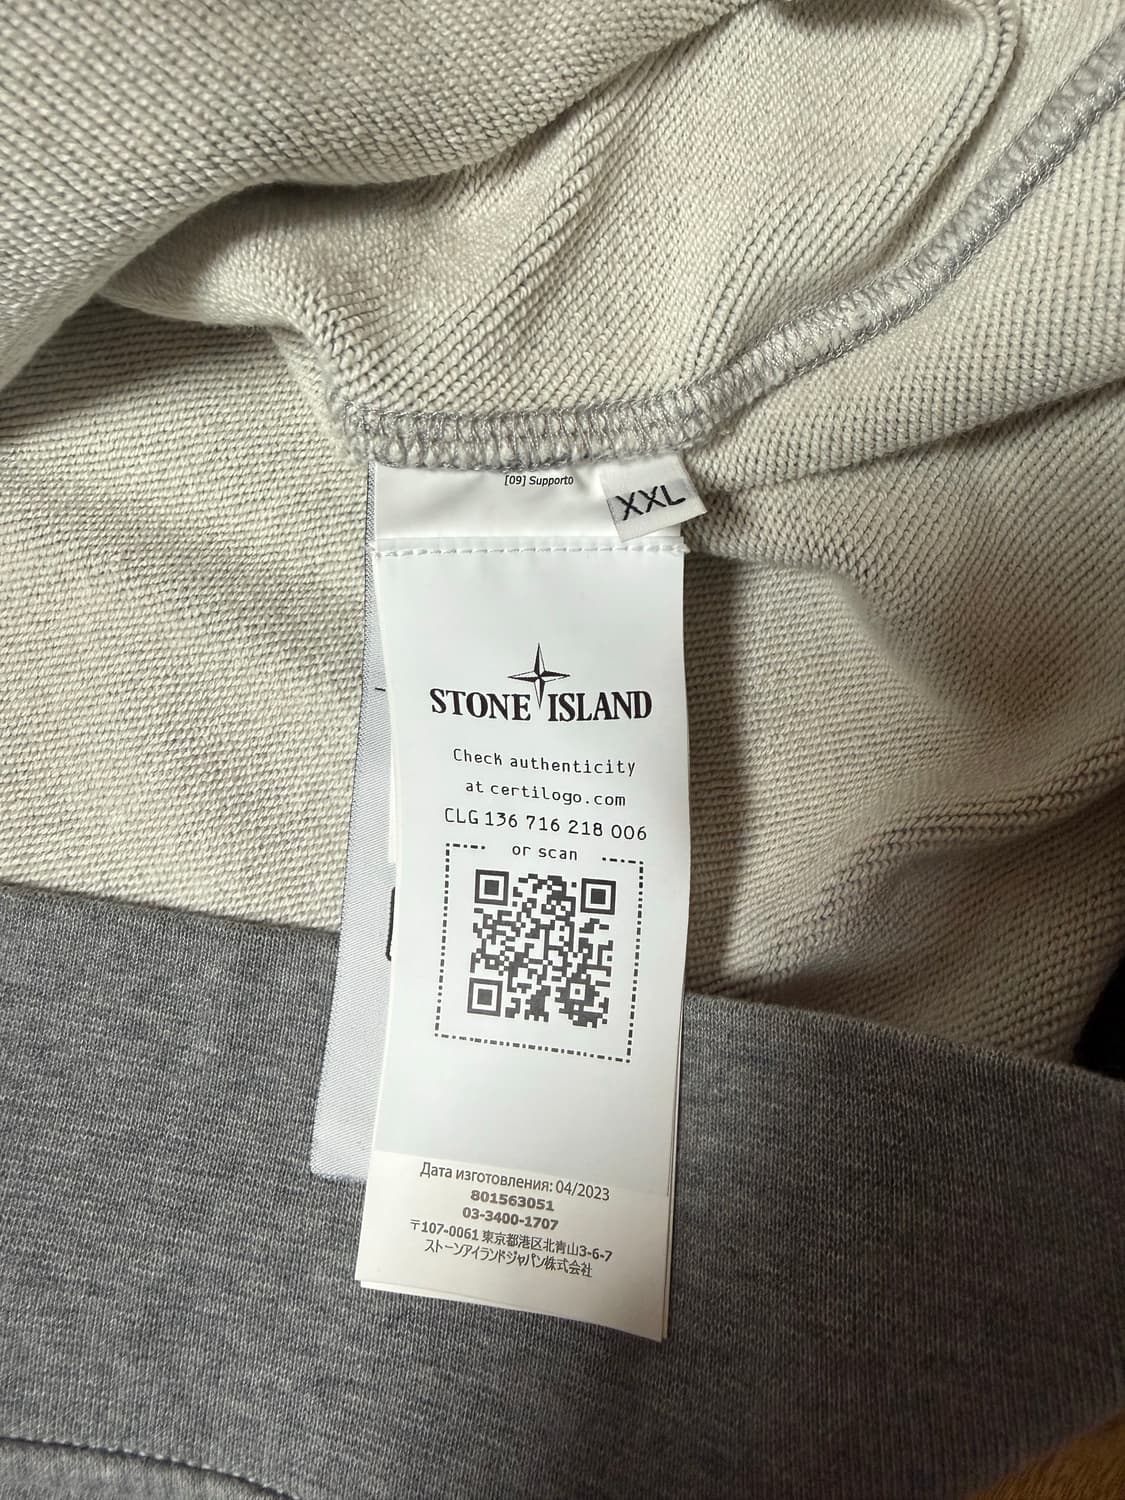 [09] Supporto
XXL
STONE ISLAND
Check authenticity
at certilogo.com
CLG 136 716 218 006
or scan
Дата изготовления: 04/2023
801563051
03-3400-1707
〒107-0061 東京都港区北青山3-6-7
ストーンアイランドジャパン株式会社